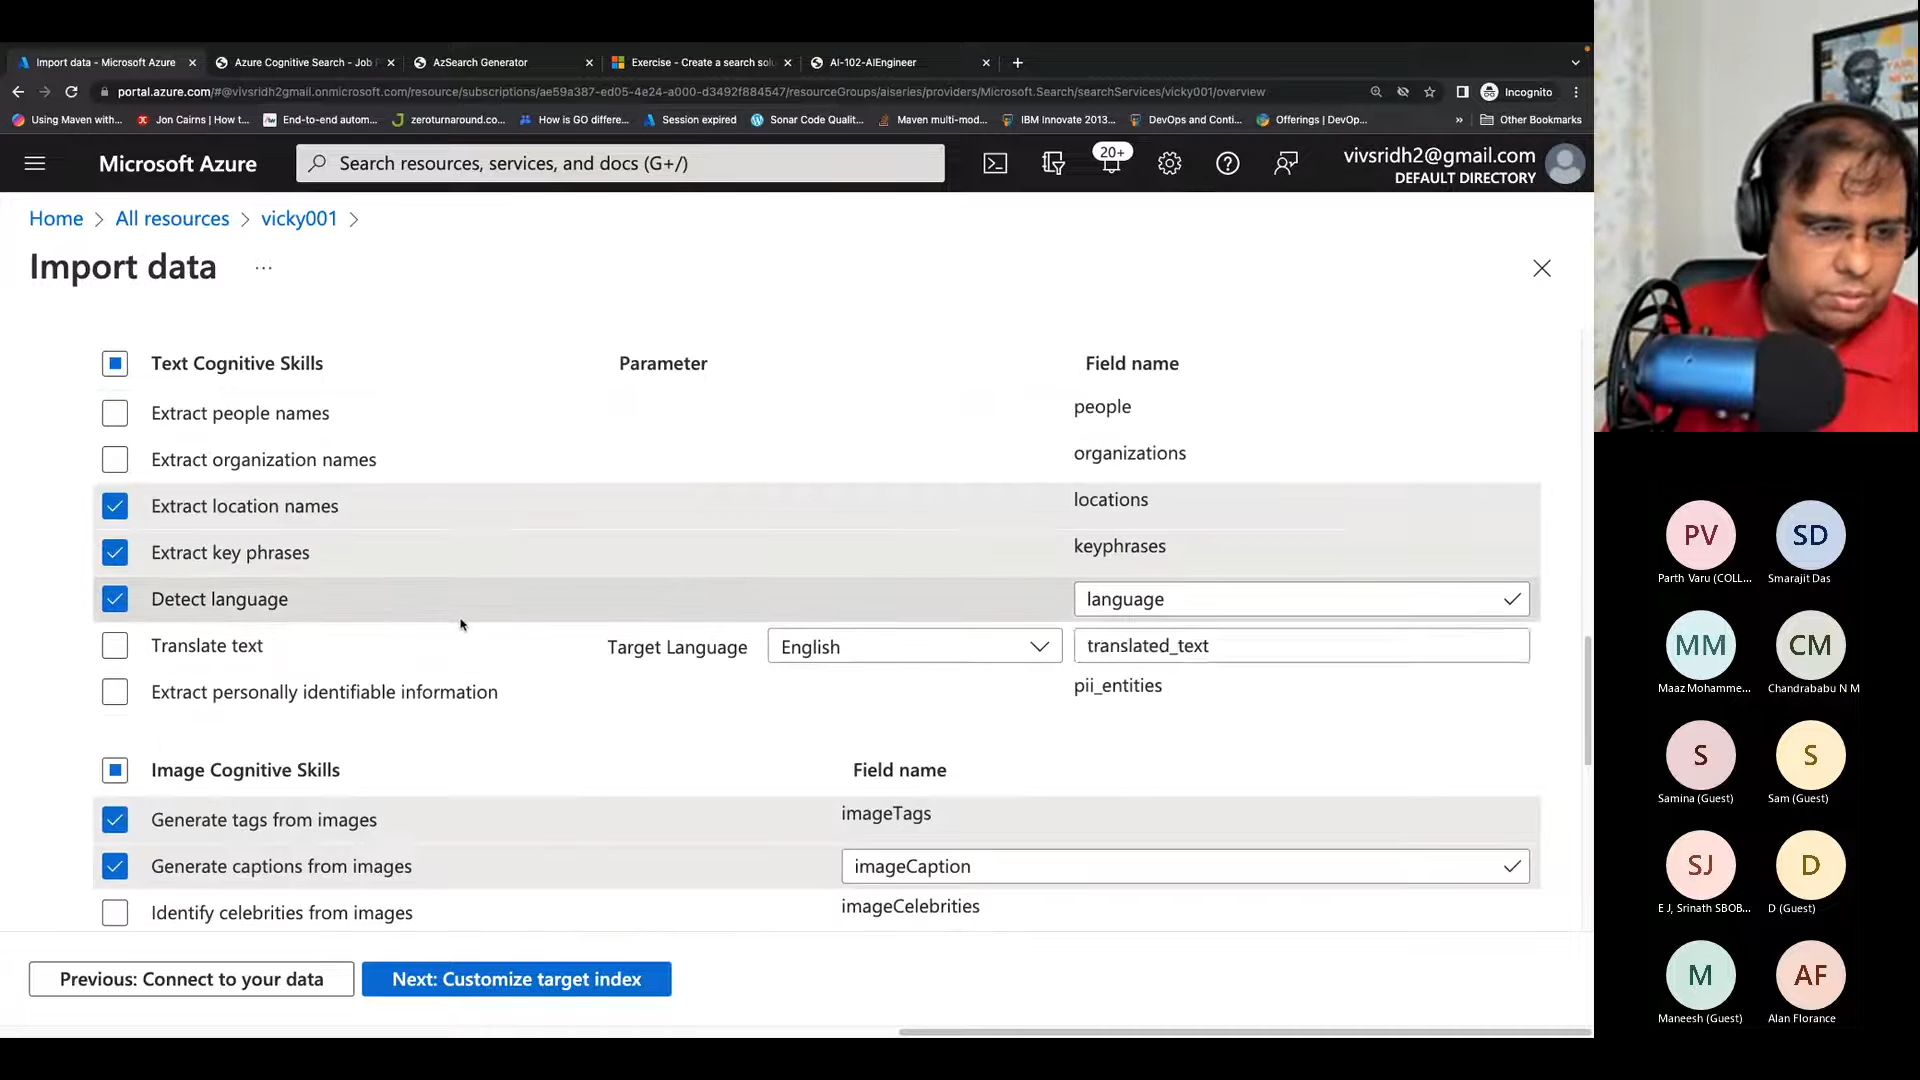 Import data - Microsoft Azure
Azure Cognitive Search - Job
AzSearch Generator
Exercise - Create a search solu
AI-102-AIEngineer
portal.azure.com/#@vivsridh2gmail.onmicrosoft.com/resource/subscriptions/ae59a387-ed05-4e24-a000-d3492f884547/resourceGroups/aiseries/providers/Microsoft.Search/searchServices/vicky001/overview
Incognito
Using Maven with...
Jon Cairns | How t...
End-to-end autom...
zeroturnaround.co...
How is GO differe...
Session expired
Sonar Code Qualit...
Maven multi-mod...
IBM Innovate 2013...
DevOps and Conti...
Offerings | DevOp...
»
Other Bookmarks
Microsoft Azure
Search resources, services, and docs (G+/)
20+
vivsridh2@gmail.com
DEFAULT DIRECTORY
Home > All resources > vicky001 >
Import data ...
Text Cognitive Skills Parameter Field name
Extract people names people
Extract organization names organizations
Extract location names locations
Extract key phrases keyphrases
Detect language language
Translate text Target Language English translated_text
Extract personally identifiable information pii_entities
Image Cognitive Skills Field name
Generate tags from images imageTags
Generate captions from images imageCaption
Identify celebrities from images imageCelebrities
Previous: Connect to your data
Next: Customize target index
PV SD
Parth Varu (COLL... Smarajit Das
MM CM
Maaz Mohamme... Chandrababu N M
S S
Samina (Guest) Sam (Guest)
SJ D
E J, Srinath SBOB... D (Guest)
M AF
Maneesh (Guest) Alan Florance